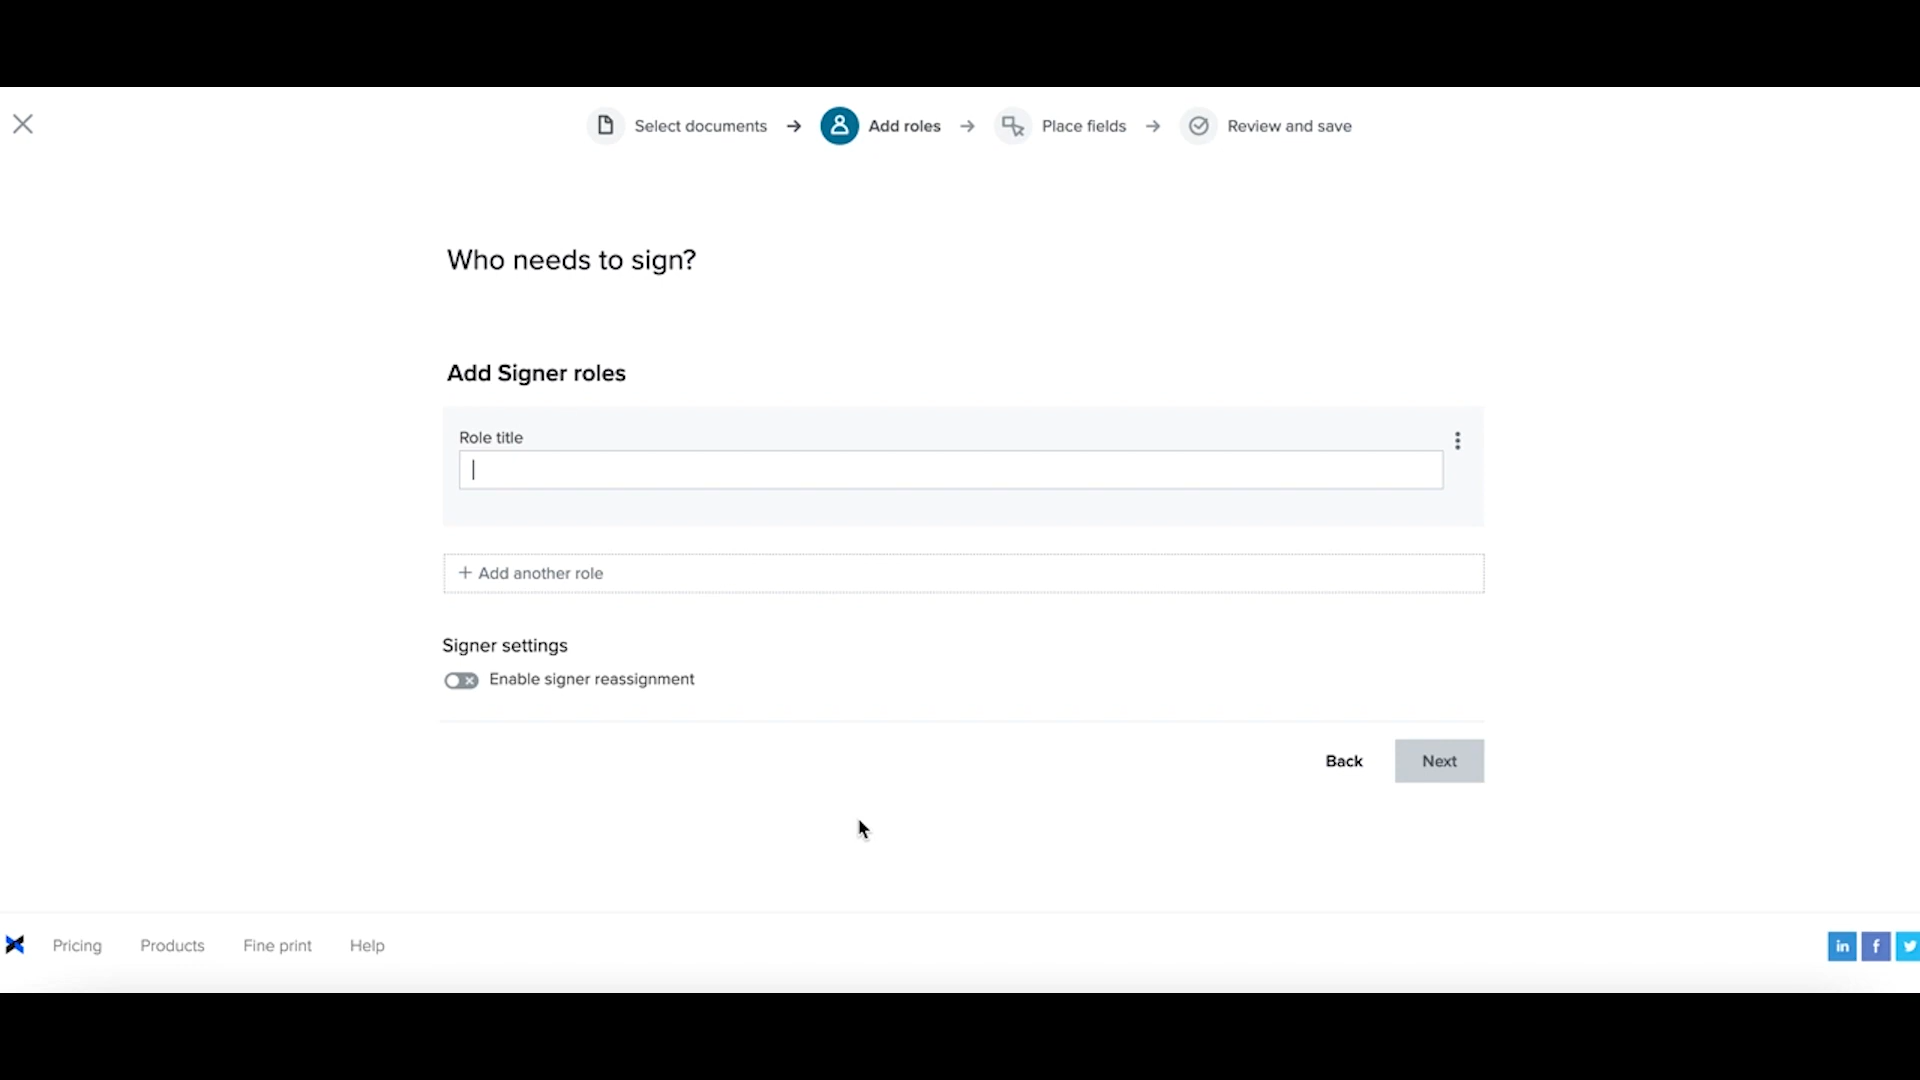 Select documents → Add roles → Place fields → Review and save
Who needs to sign?
Add Signer roles
Role title
+ Add another role
Signer settings
Enable signer reassignment
Back Next
Pricing Products Fine print Help in f